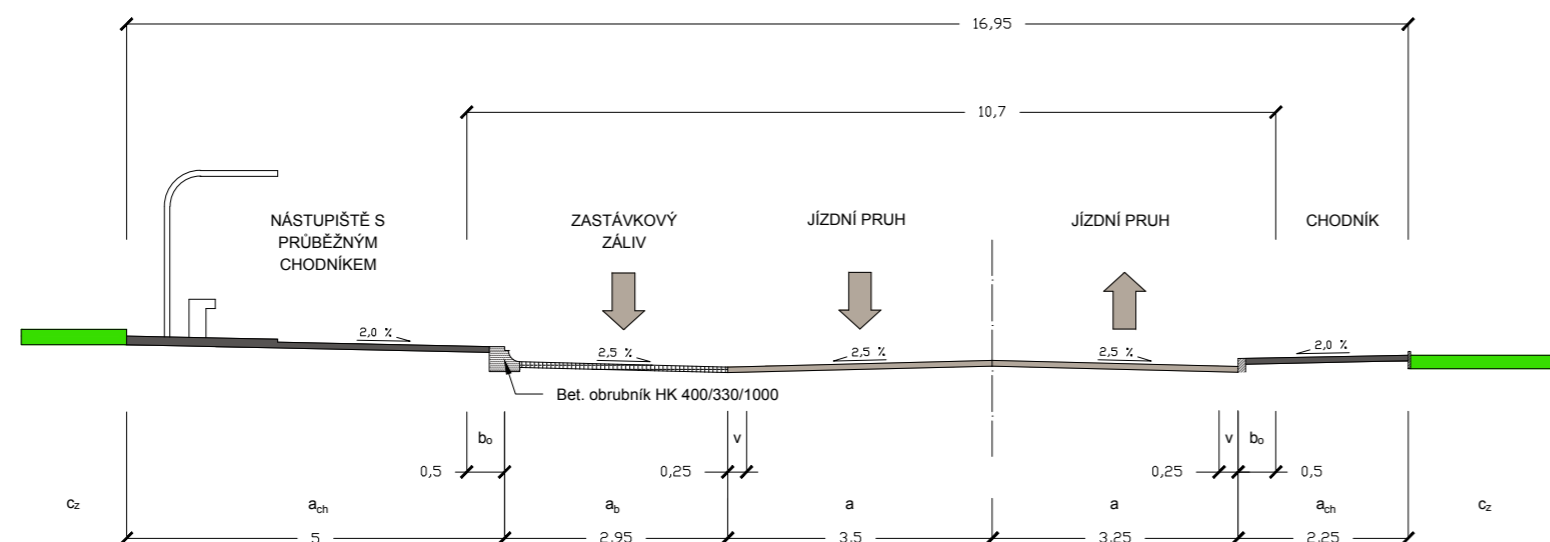 16,95
10,7
NÁSTUPIŠTĚ S
PRŮBĚŽNÝM
CHODNÍKEM
ZASTÁVKOVÝ
ZÁLIV
JÍZDNÍ PRUH
JÍZDNÍ PRUH
CHODNÍK
2,0 %
2,5 %
2,5 %
2,5 %
2,0 %
Bet. obrubník HK 400/330/1000
bo
v
v
bo
0,5
0,25
0,25
0,5
cz
ach
ab
a
a
ach
cz
5
2,95
3,5
3,25
2,25